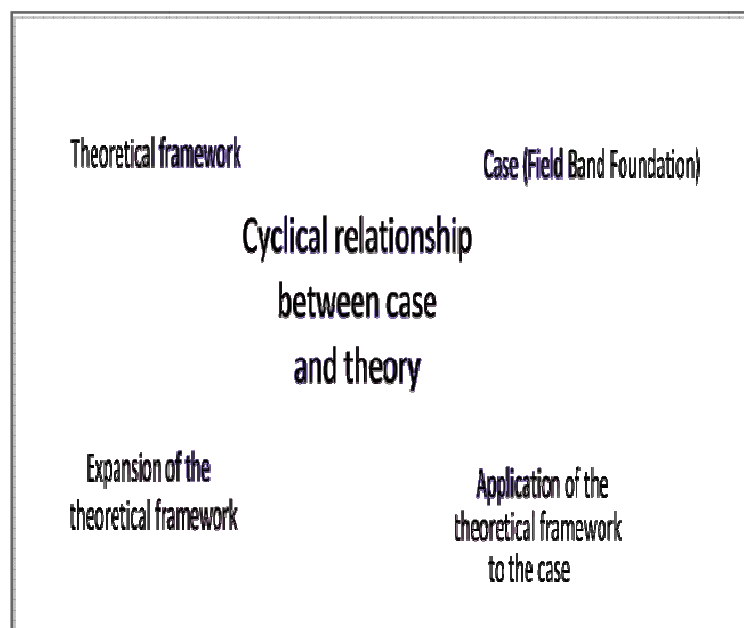 Theoretical framework
Case (Field Band Foundation)
Cyclical relationship
between case
and theory
Expansion of the
theoretical framework
Application of the
theoretical framework
to the case